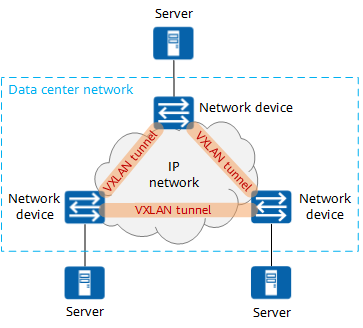 Server
Data center network
Network device
VXLAN tunnel
VXLAN tunnel
IP
network
Network
device
VXLAN tunnel
Network
device
Server
Server